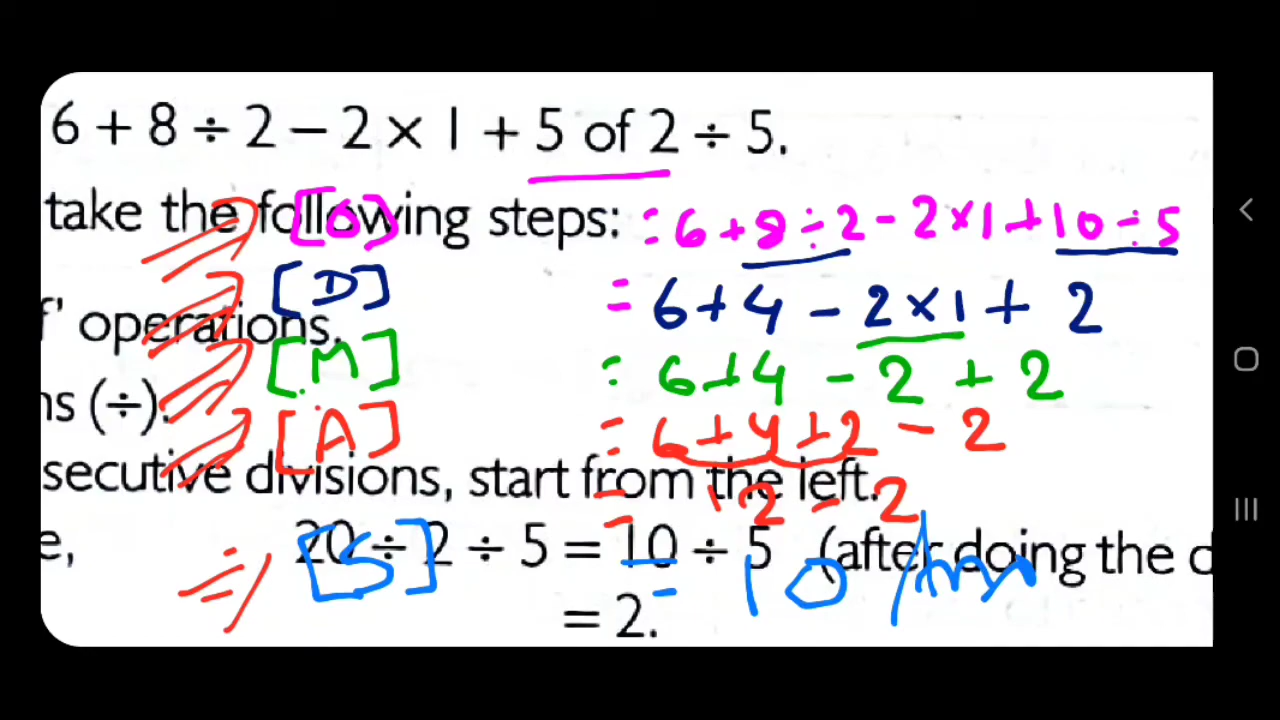 6 + 8 ÷ 2 – 2 × 1 + 5 of 2 ÷ 5.
take the following steps:
[O] = 6 + 8 ÷ 2 - 2 × 1 + 10 ÷ 5
[D] = 6 + 4 - 2 × 1 + 2
f' operations.
[M] = 6 + 4 - 2 + 2
ns (÷).
[A] = 6 + 4 + 2 - 2
secutive divisions, start from the left.
= 12 - 2
e, 20 ÷ 2 ÷ 5 = 10 ÷ 5 (after doing the d
⇒ [S] = 10 /
= 2.